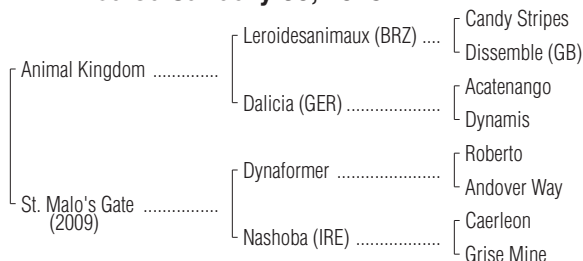 Leroidesanimaux (BRZ) ....
Candy Stripes
Dissemble (GB)
Animal Kingdom ..............
Dalicia (GER) ....................
Acatenango
Dynamis
Dynaformer ......................
Roberto
Andover Way
St. Malo's Gate ................
(2009)
Nashoba (IRE) ..................
Caerleon
Grise Mine